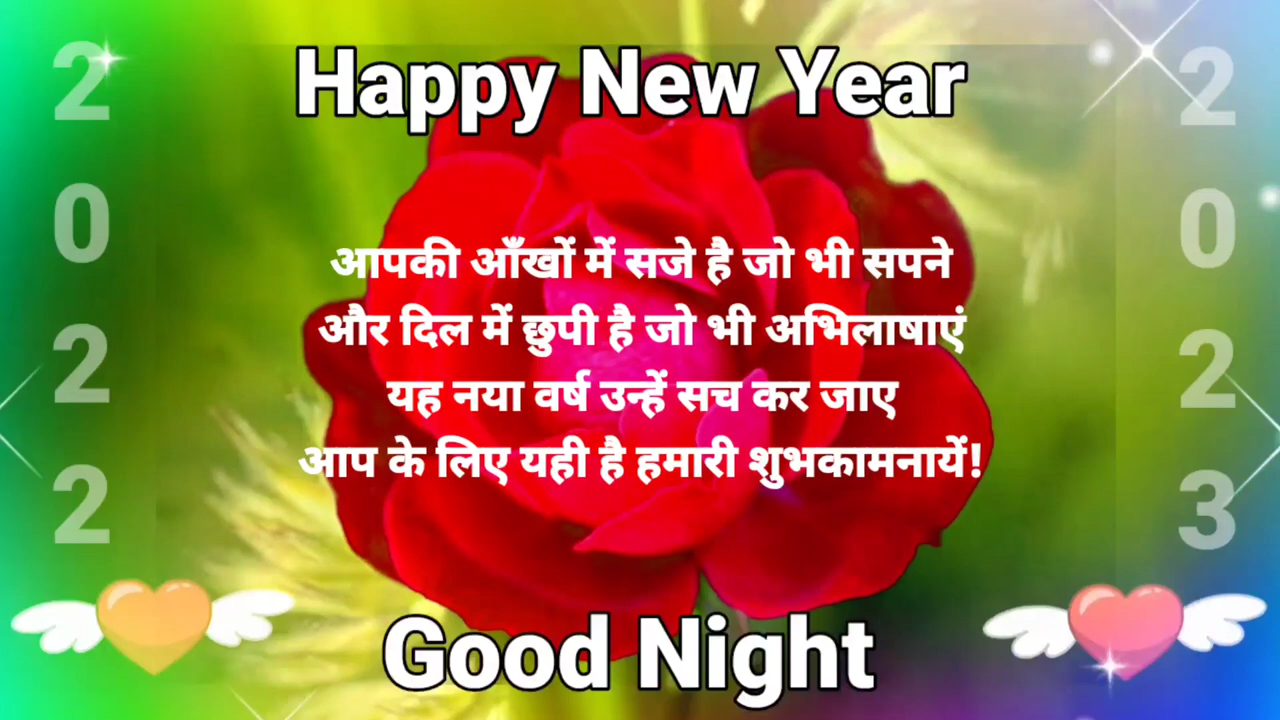 Happy New Year
आपकी आँखों में सजे है जो भी सपने
और दिल में छुपी है जो भी अभिलाषाएं
यह नया वर्ष उन्हें सच कर जाए
आप के लिए यही है हमारी शुभकामनायें!
Good Night
2022
2023